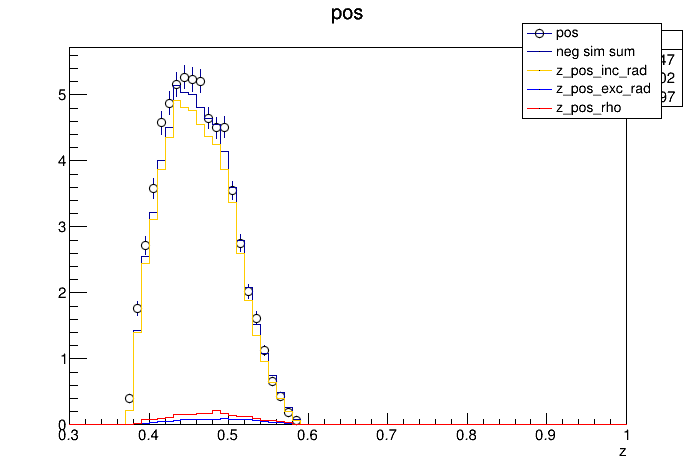 pos
pos
neg sim sum
z_pos_inc_rad
z_pos_exc_rad
z_pos_rho
47
02
97
5
4
3
2
1
0
0.3 0.4 0.5 0.6 0.7 0.8 0.9 1
z